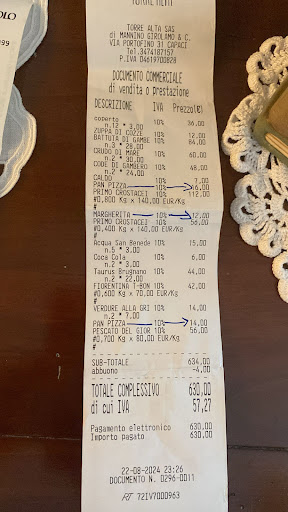 TORRE ALTA SAS
di MANNINO GIROLAMO & C.
VIA PORTOFINO 31 CAPACI
Tel.3474187157
P.IVA 04619700828
DOCUMENTO COMMERCIALE
di vendita o prestazione
DESCRIZIONE IVA Prezzo(€)
coperto 10% 36,00
n.12 * 3,00
ZUPPA DI COZZE 10% 12,00
BATTUTA DI GAMBE 10% 84,00
n.3 * 28,00
CRUDO DI MARE 10% 60,00
n.2 * 30,00
CODE DI GAMBERO 10% 48,00
n.2 * 24,00
CALDO 10% 7,00
PAN PIZZA 10% 16,00
PRIMO CROSTACEI 10% 112,00
#0,800 Kg x 140,00 EUR/Kg
#
MARGHERITA 10% 12,00
PRIMO CROSTACEI 10% 56,00
#0,400 Kg x 140,00 EUR/Kg
#
Acqua San Benede 10% 15,00
n.5 * 3,00
Coca Cola 10% 6,00
n.2 * 3,00
Taurus Brugnano 10% 44,00
n.2 * 22,00
FIORENTINA T-BON 10% 42,00
#0,600 Kg x 70,00 EUR/Kg
#
VERDURE ALLA GRI 10% 14,00
n.2 * 7,00
PAN PIZZA 10% 14,00
PESCATO DEL GIOR 10% 56,00
#0,700 Kg x 80,00 EUR/Kg
#
SUB-TOTALE 634,00
abbuono -4,00
TOTALE COMPLESSIVO 630,00
di cui IVA 57,27
Pagamento elettronico 630,00
Importo pagato 630,00
22-08-2024 23:26
DOCUMENTO N. 0296-0011
RT 72IV7000963